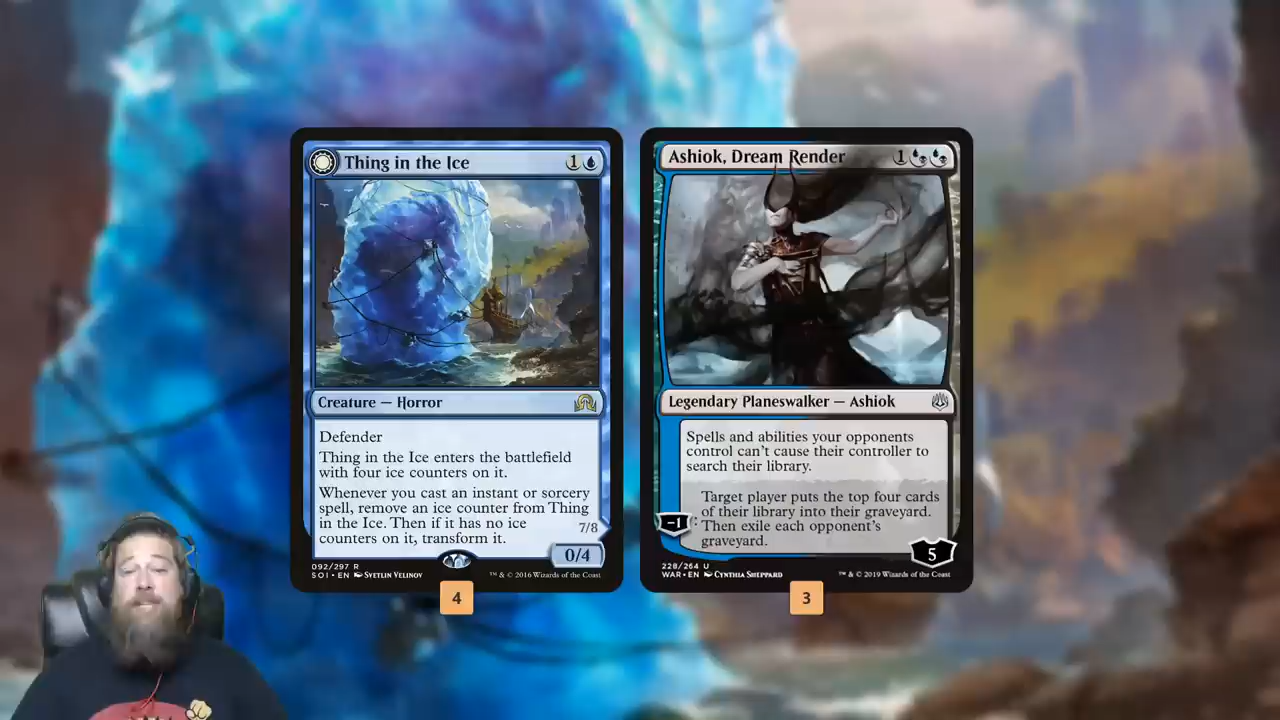 Thing in the Ice 1
Creature — Horror
Defender
Thing in the Ice enters the battlefield
with four ice counters on it.
Whenever you cast an instant or sorcery
spell, remove an ice counter from Thing
in the Ice. Then if it has no ice
counters on it, transform it.
7/8
0/4
092/297 R
SOI • EN Svetlin Velinov
™ & © 2016 Wizards of the Coast
4
Ashiok, Dream Render 1
Legendary Planeswalker — Ashiok
Spells and abilities your opponents
control can't cause their controller to
search their library.
-1: Target player puts the top four cards
of their library into their graveyard.
Then exile each opponent's
graveyard.
5
228/264 U
WAR • EN Cynthia Sheppard
™ & © 2019 Wizards of the Coast
3